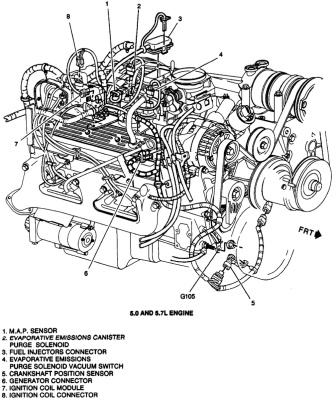 8
1
2
3
4
7
FRT
6
G105
5
5.0 AND 5.7L ENGINE
1. M.A.P. SENSOR
2. EVAPORATIVE EMISSIONS CANISTER
PURGE SOLENOID
3. FUEL INJECTORS CONNECTOR
4. EVAPORATIVE EMISSIONS
PURGE SOLENOID VACUUM SWITCH
5. CRANKSHAFT POSITION SENSOR
6. GENERATOR CONNECTOR
7. IGNITION COIL MODULE
8. IGNITION COIL CONNECTOR